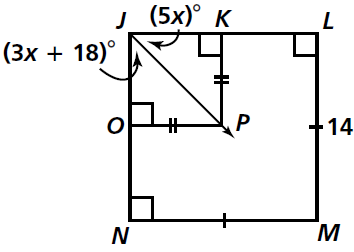 J (5x)° K L
(3x + 18)°
O P 14
N M